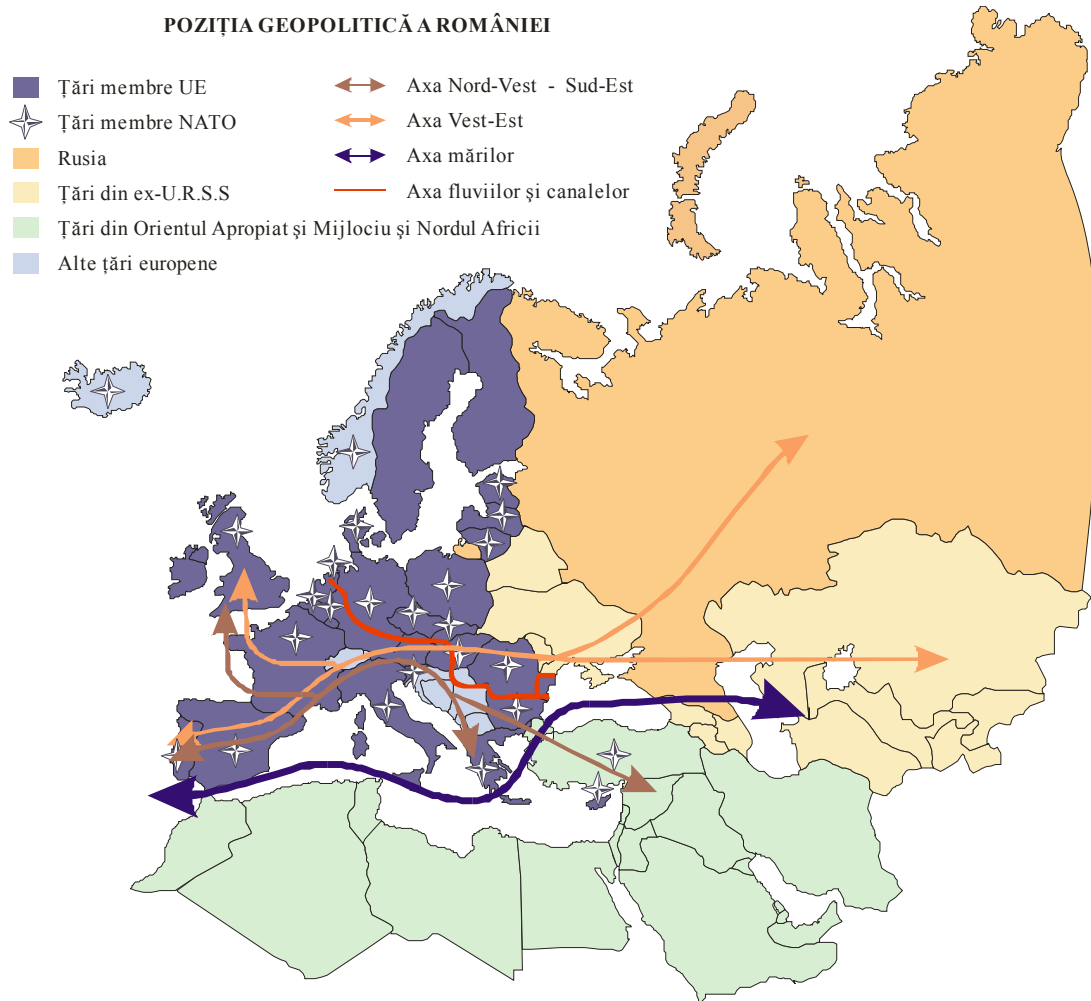 POZIȚIA GEOPOLITICĂ A ROMÂNIEI
Țări membre UE
Țări membre NATO
Rusia
Țări din ex-U.R.S.S
Țări din Orientul Apropiat și Mijlociu și Nordul Africii
Alte țări europene
Axa Nord-Vest - Sud-Est
Axa Vest-Est
Axa mărilor
Axa fluviilor și canalelor